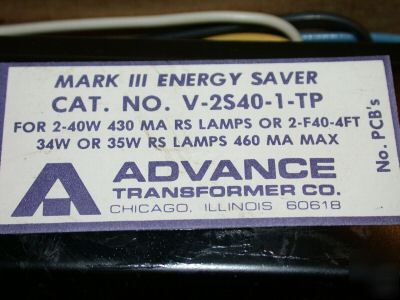 MARK III ENERGY SAVER
CAT. NO. V-2S40-1-TP
FOR 2-40W 430 MA RS LAMPS OR 2-F40-4FT
34W OR 35W RS LAMPS 460 MA MAX
ADVANCE
TRANSFORMER CO.
CHICAGO, ILLINOIS 60618
No. PCB's